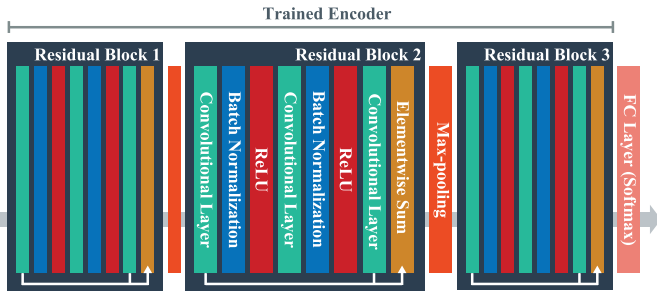 Trained Encoder
Residual Block 1
Residual Block 2
Residual Block 3
Convolutional Layer
Batch Normalization
ReLU
Convolutional Layer
Batch Normalization
ReLU
Convolutional Layer
Elementwise Sum
Max-pooling
FC Layer (Softmax)